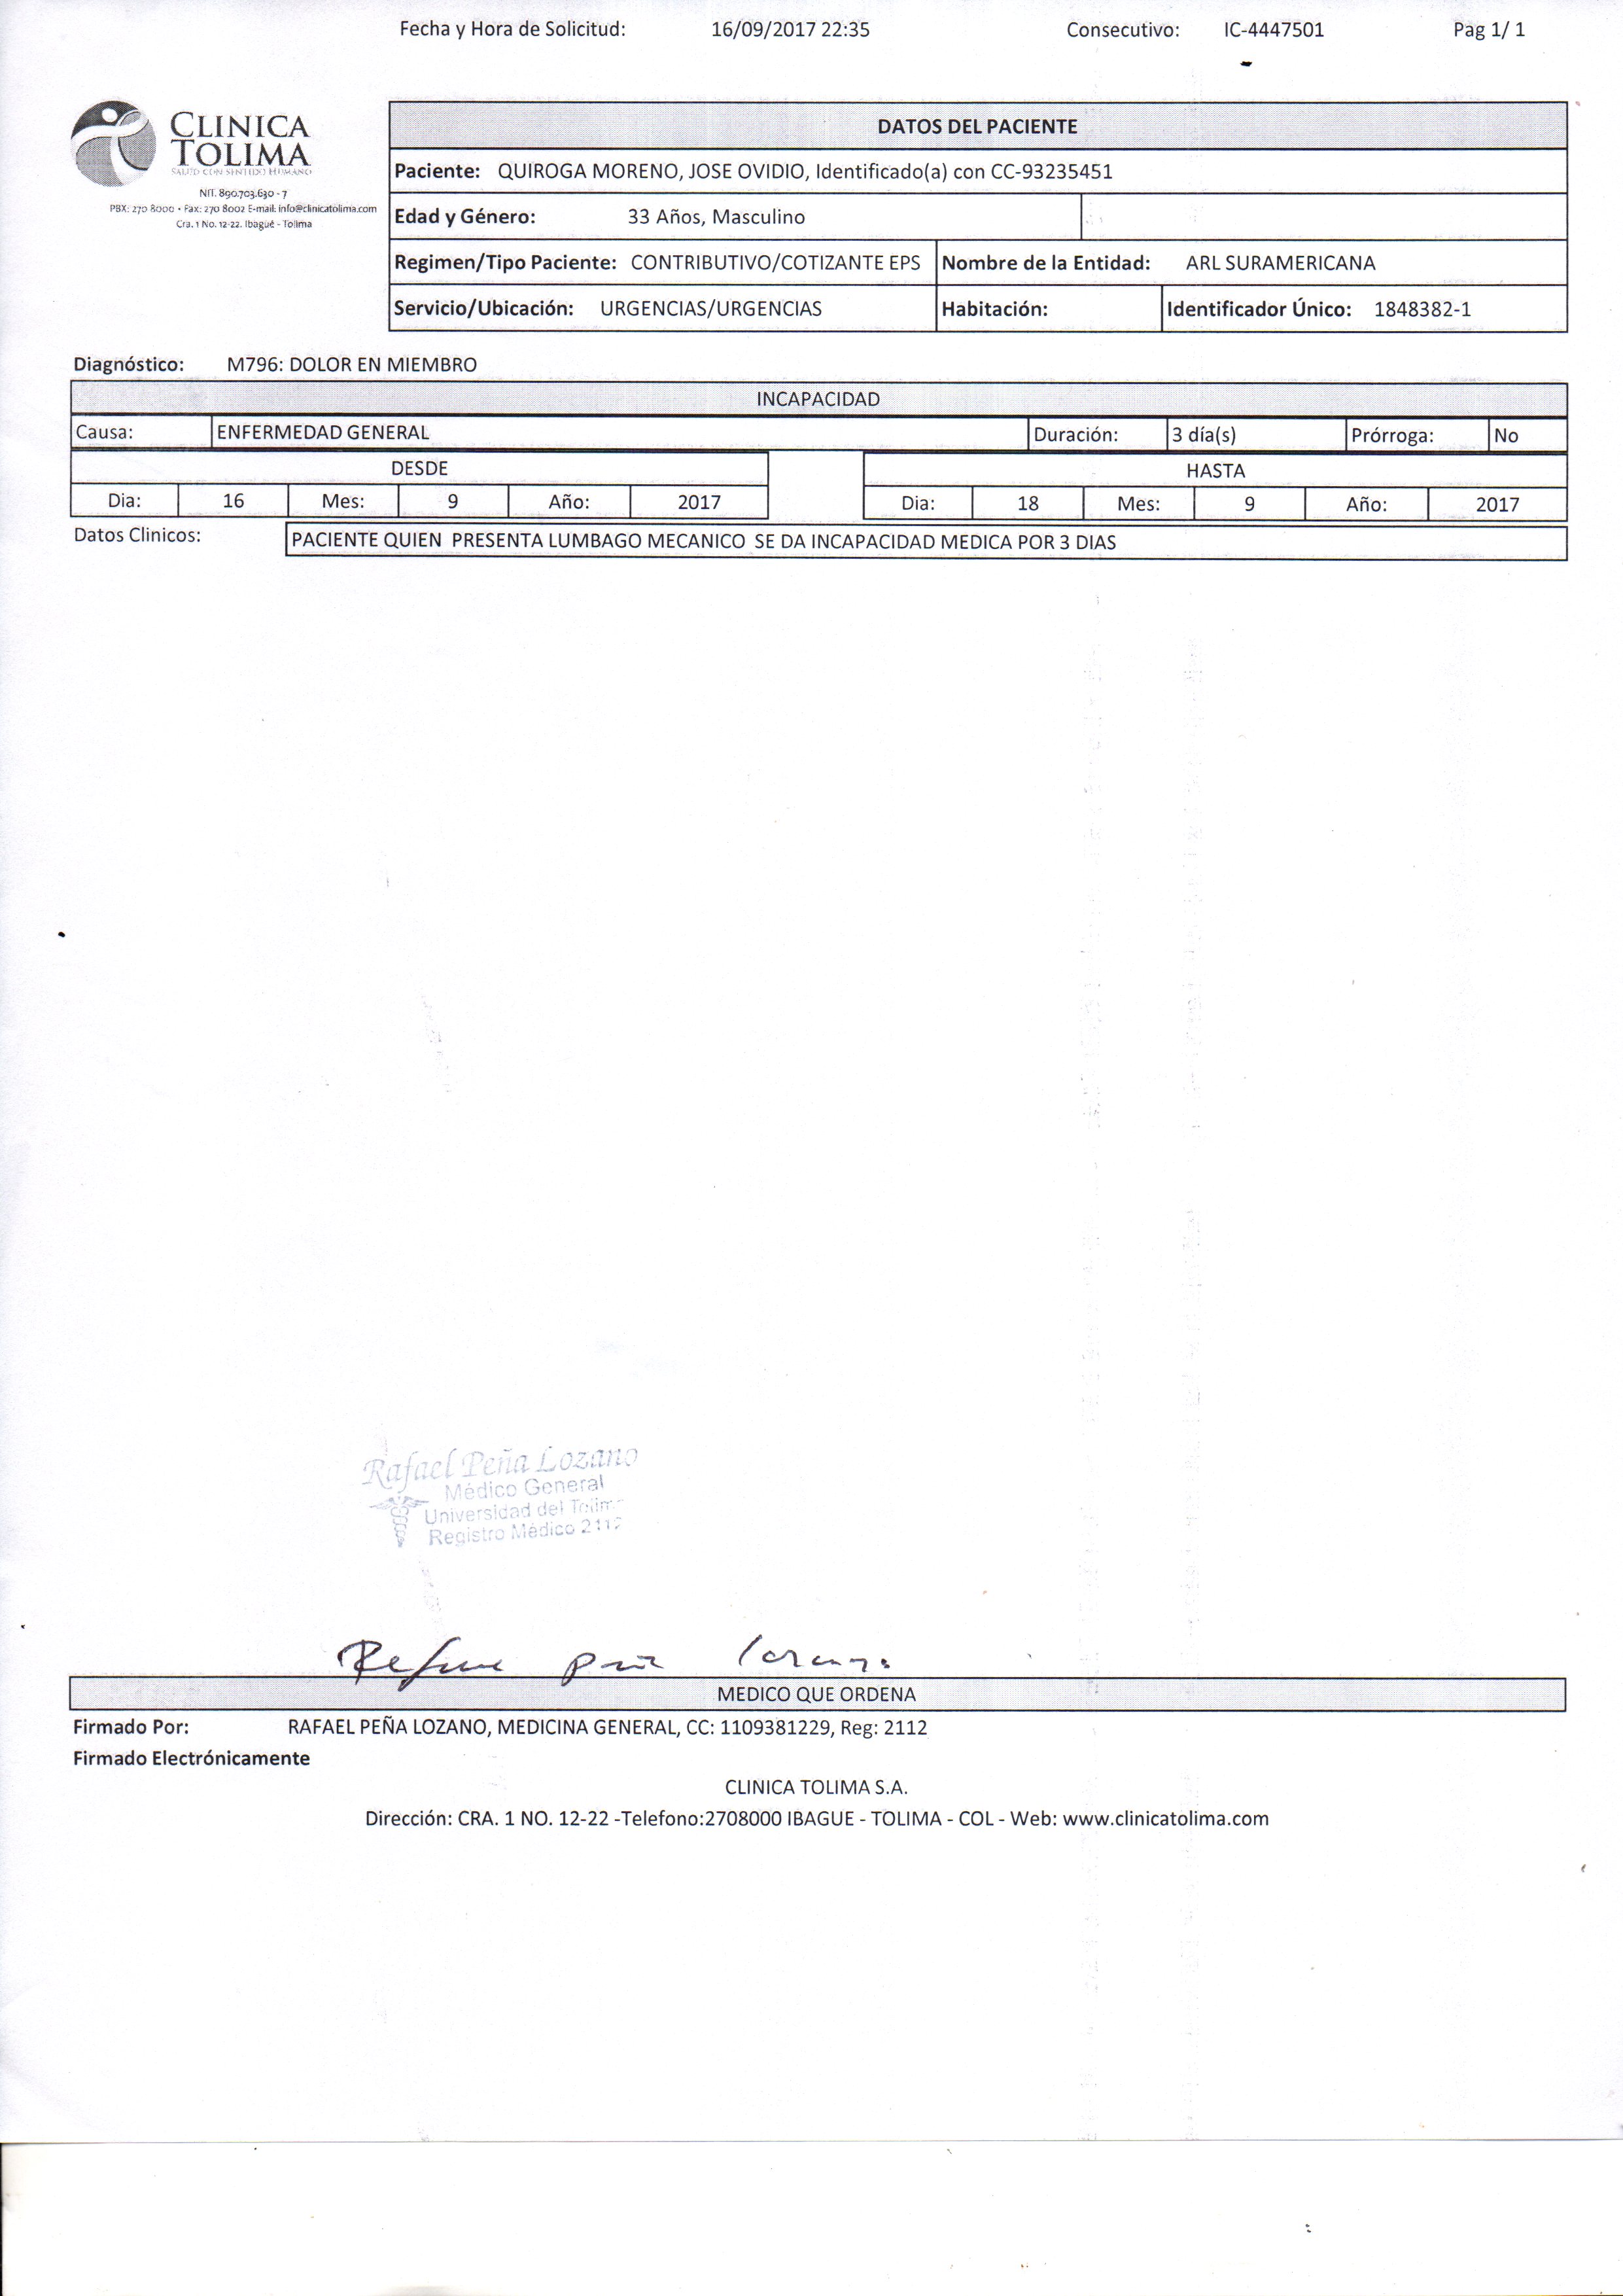 Fecha y Hora de Solicitud: 16/09/2017 22:35 Consecutivo: IC-4447501 Pag 1/ 1
CLINICA
TOLIMA
SALUD CON SENTIDO HUMANO
NIT. 890.703.630 - 7
PBX: 270 8000 • Fax: 270 8002 E-mail: info@clinicatolima.com
Cra. 1 No. 12-22. Ibagué - Tolima
DATOS DEL PACIENTE
Paciente: QUIROGA MORENO, JOSE OVIDIO, Identificado(a) con CC-93235451
Edad y Género: 33 Años, Masculino
Regimen/Tipo Paciente: CONTRIBUTIVO/COTIZANTE EPS Nombre de la Entidad: ARL SURAMERICANA
Servicio/Ubicación: URGENCIAS/URGENCIAS Habitación: Identificador Único: 1848382-1
Diagnóstico: M796: DOLOR EN MIEMBRO
INCAPACIDAD
Causa: ENFERMEDAD GENERAL Duración: 3 día(s) Prórroga: No
DESDE HASTA
Dia: 16 Mes: 9 Año: 2017 Dia: 18 Mes: 9 Año: 2017
Datos Clinicos: PACIENTE QUIEN PRESENTA LUMBAGO MECANICO SE DA INCAPACIDAD MEDICA POR 3 DIAS
Rafael Peña Lozano
Médico General
Universidad del Tolima
Registro Médico 2112
MEDICO QUE ORDENA
Firmado Por: RAFAEL PEÑA LOZANO, MEDICINA GENERAL, CC: 1109381229, Reg: 2112
Firmado Electrónicamente
CLINICA TOLIMA S.A.
Dirección: CRA. 1 NO. 12-22 -Telefono:2708000 IBAGUE - TOLIMA - COL - Web: www.clinicatolima.com